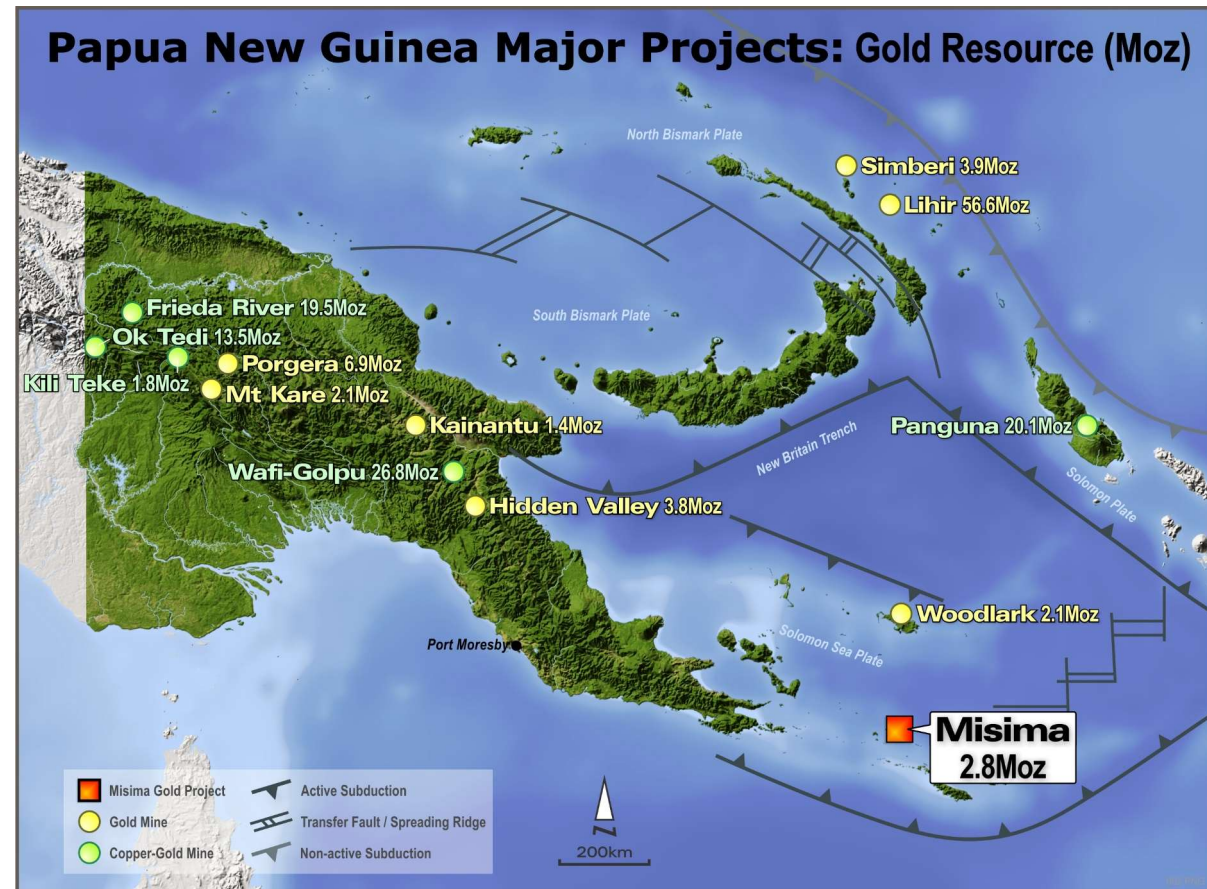 Papua New Guinea Major Projects: Gold Resource (Moz)
North Bismark Plate
Simberi 3.9Moz
Lihir 56.6Moz
Frieda River 19.5Moz
South Bismark Plate
Ok Tedi 13.5Moz
Porgera 6.9Moz
Kili Teke 1.8Moz
Mt Kare 2.1Moz
Kainantu 1.4Moz
Panguna 20.1Moz
New Britain Trench
Wafi-Golpu 26.8Moz
Solomon Plate
Hidden Valley 3.8Moz
Woodlark 2.1Moz
Port Moresby
Solomon Sea Plate
Misima
2.8Moz
Misima Gold Project
Active Subduction
Gold Mine
Transfer Fault / Spreading Ridge
Copper-Gold Mine
Non-active Subduction
N
200km